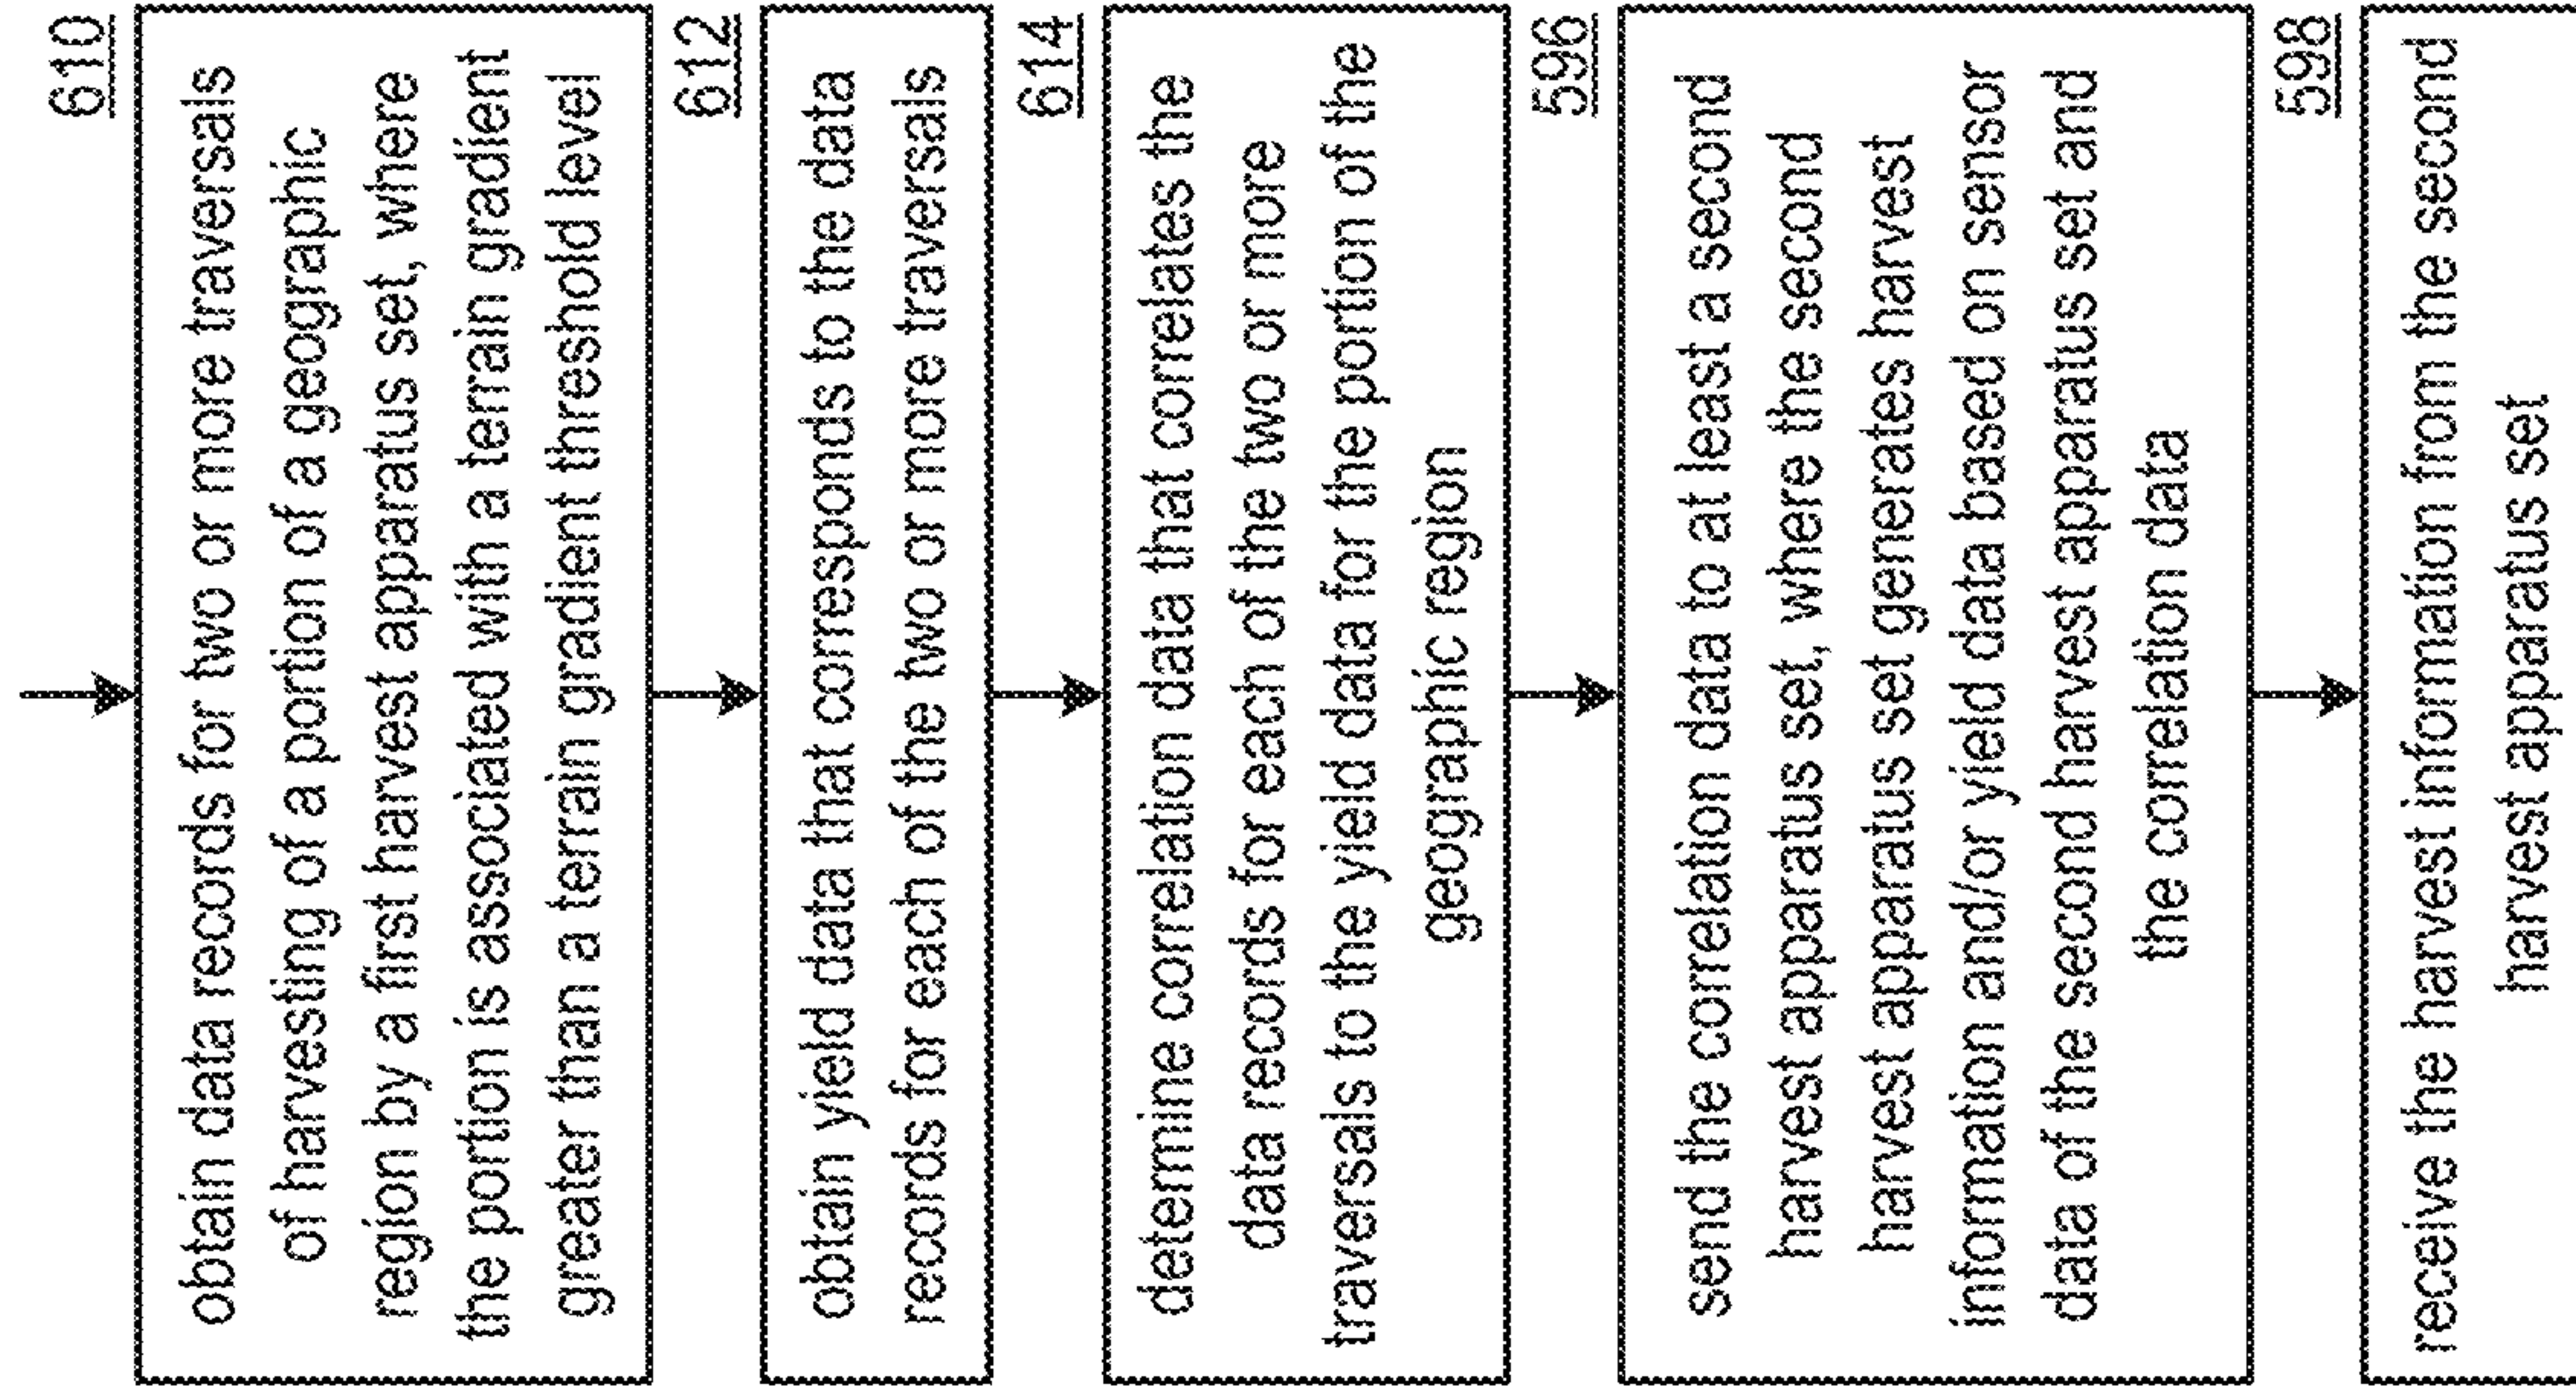 610
obtain data records for two or more traversals
of harvesting of a portion of a geographic
region by a first harvest apparatus set, where
the portion is associated with a terrain gradient
greater than a terrain gradient threshold level
612
obtain yield data that corresponds to the data
records for each of the two or more traversals
614
determine correlation data that correlates the
data records for each of the two or more
traversals to the yield data for the portion of the
geographic region
596
send the correlation data to at least a second
harvest apparatus set, where the second
harvest apparatus set generates harvest
information and/or yield data based on sensor
data of the second harvest apparatus set and
the correlation data
598
receive the harvest information from the second
harvest apparatus set